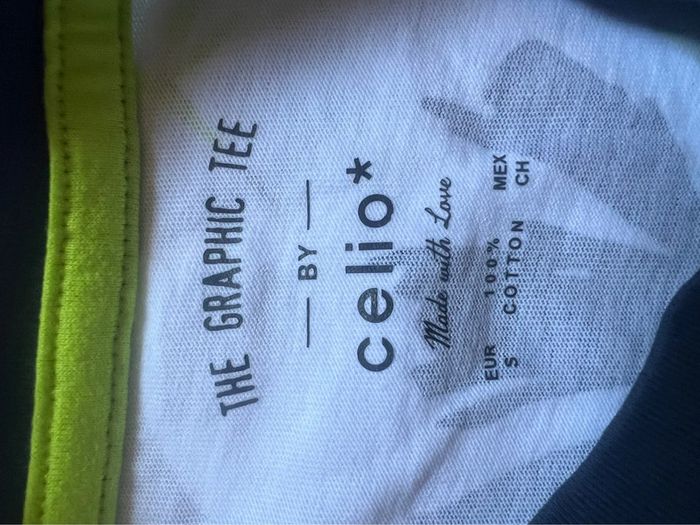 THE GRAPHIC TEE
BY
celio*
Made with Love
EUR 100% MEX
S COTTON CH